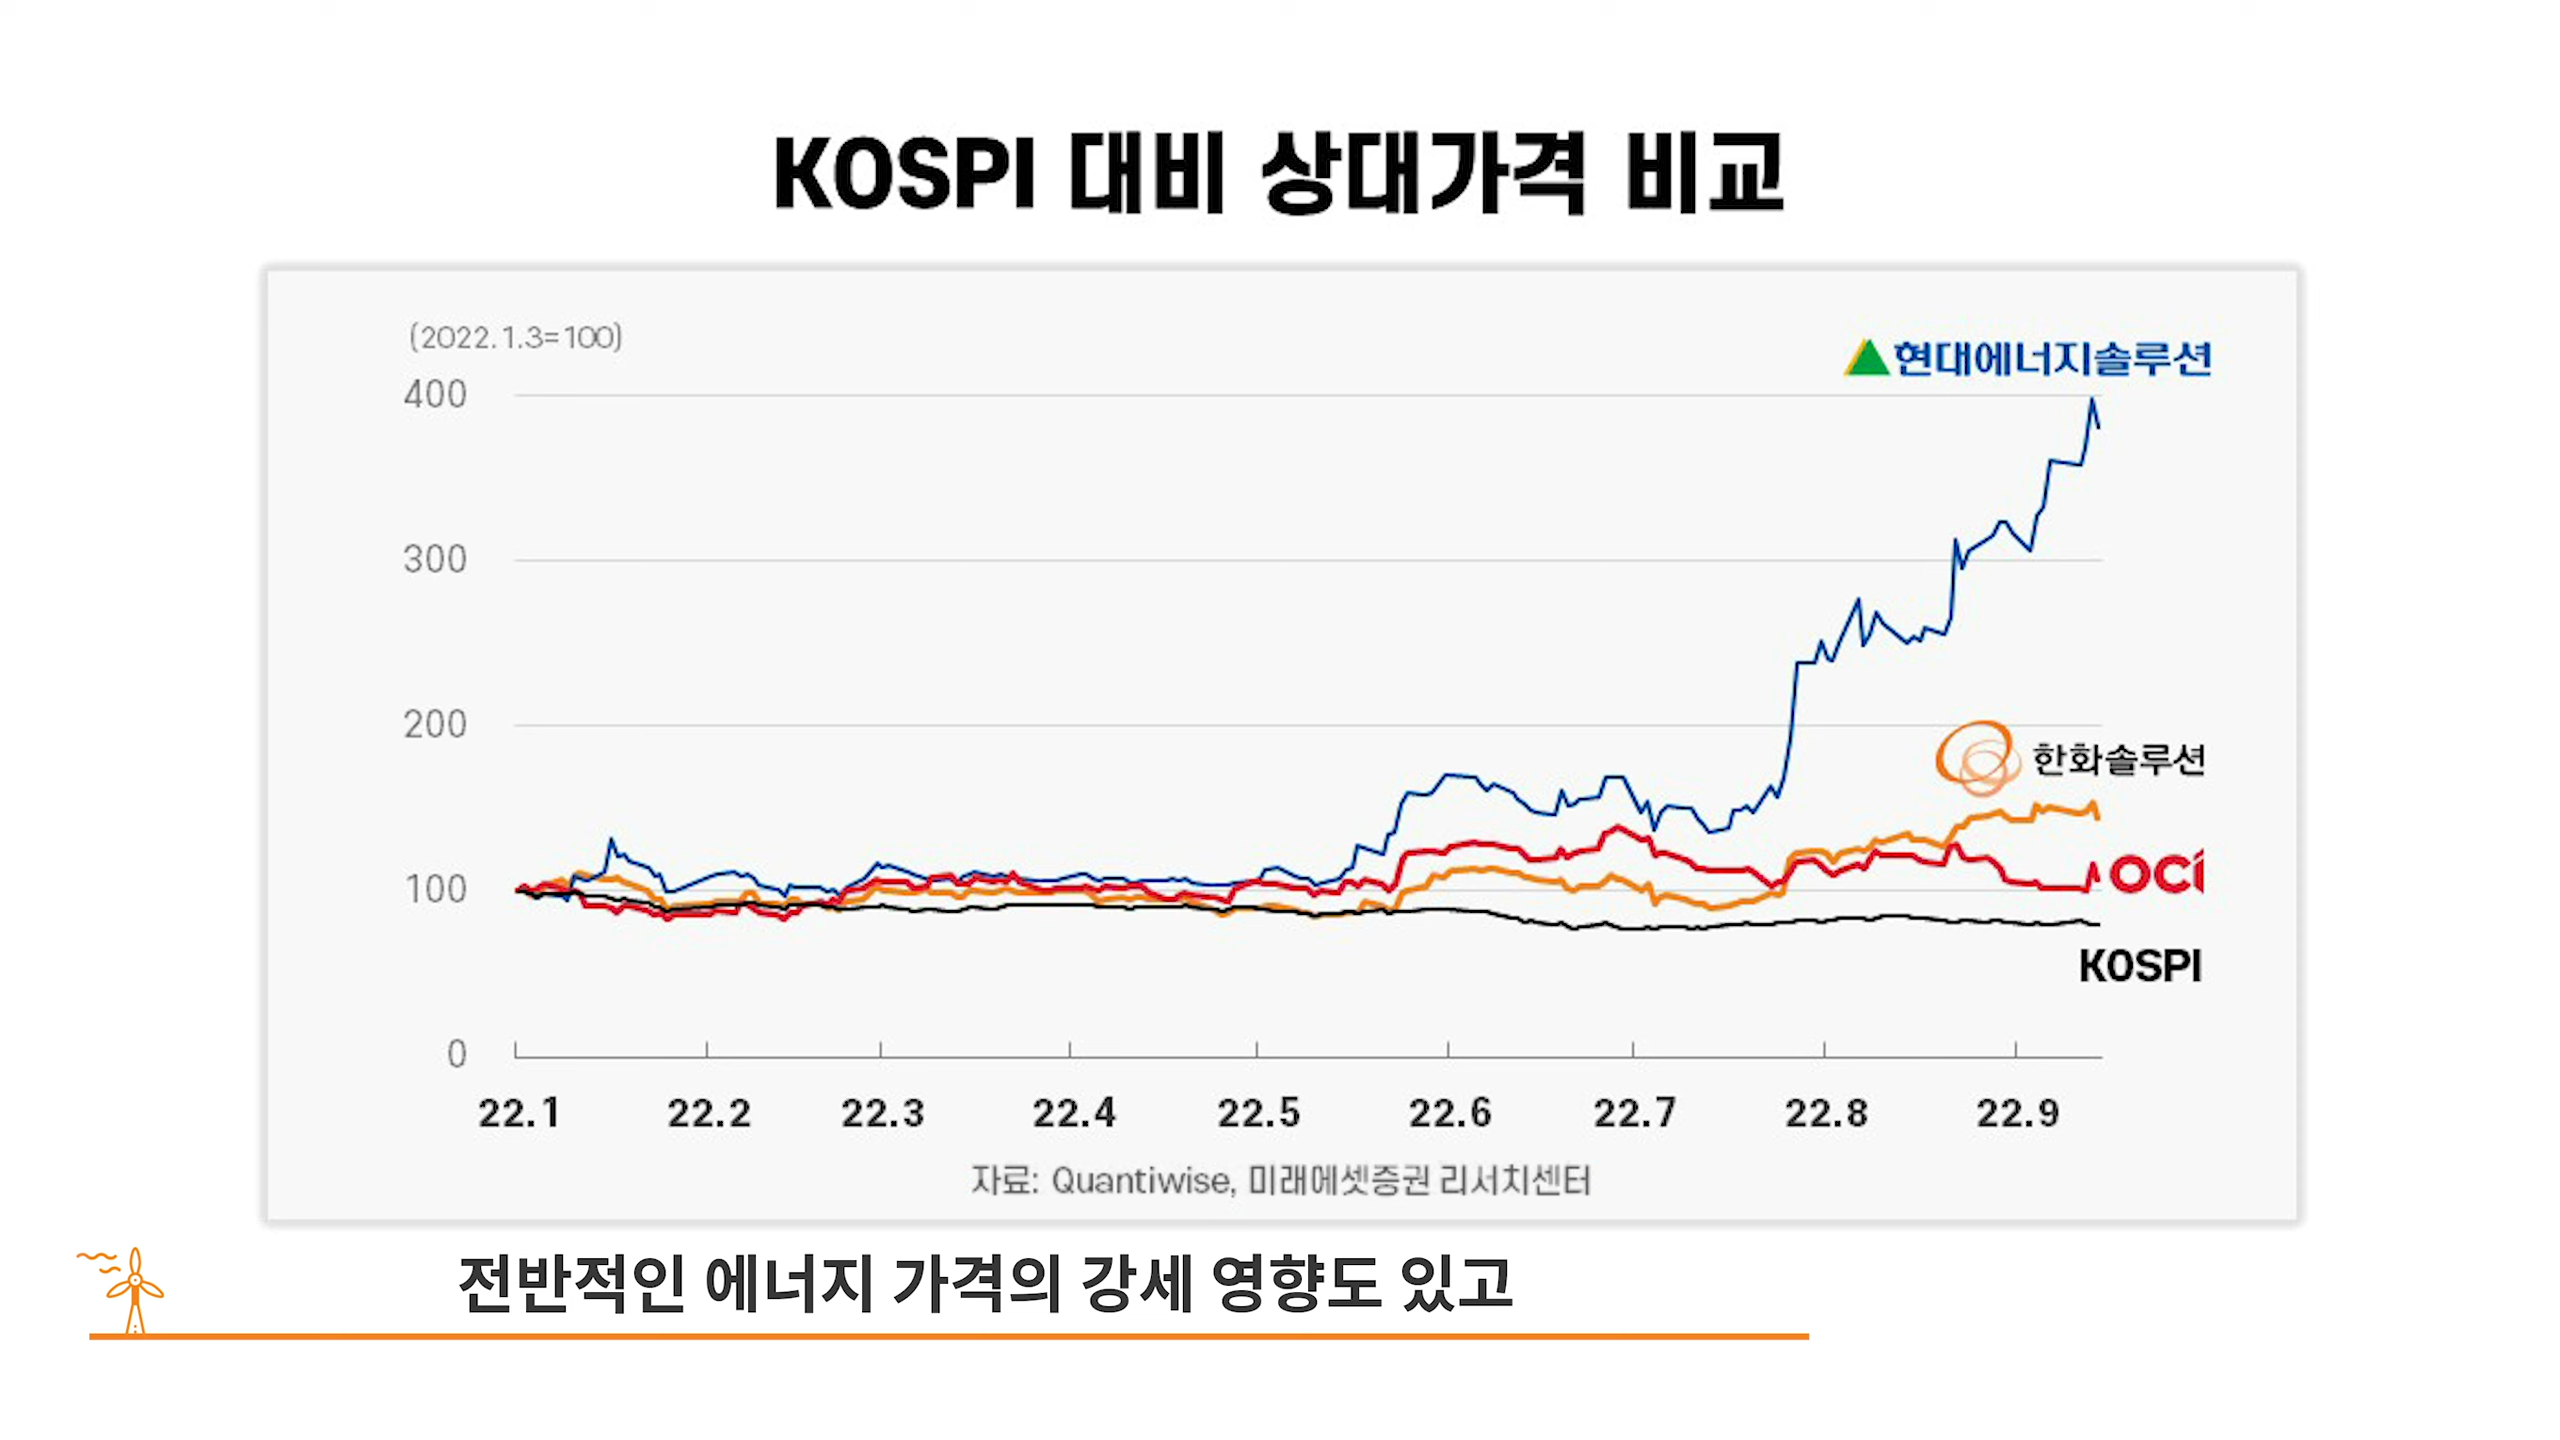 KOSPI 대비 상대가격 비교
(2022.1.3=100)
현대에너지솔루션
400
300
200
한화솔루션
100
OCi
KOSPI
0
22.1 22.2 22.3 22.4 22.5 22.6 22.7 22.8 22.9
자료: Quantiwise, 미래에셋증권 리서치센터
전반적인 에너지 가격의 강세 영향도 있고